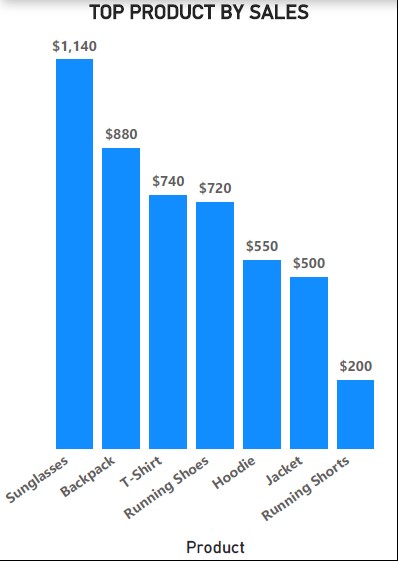 TOP PRODUCT BY SALES
$1,140
$880
$740
$720
$550
$500
$200
Sunglasses
Backpack
T-Shirt
Running Shoes
Hoodie
Jacket
Running Shorts
Product